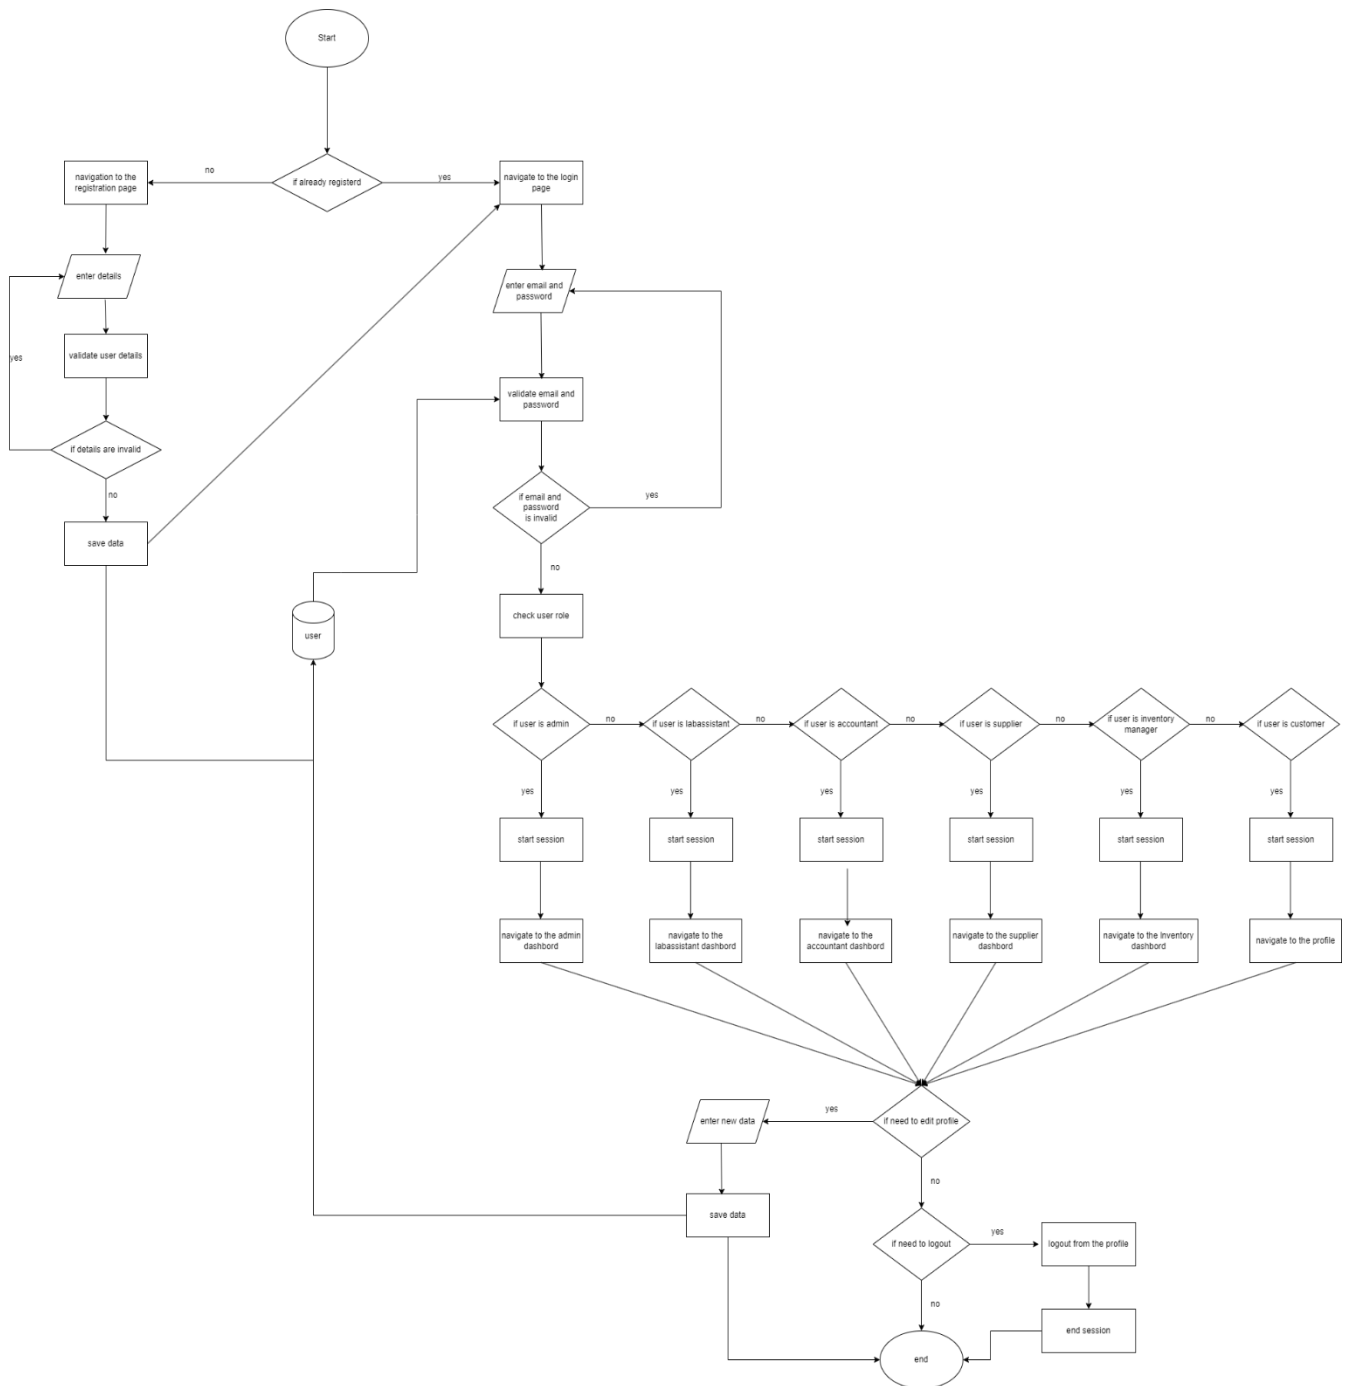 Start
no
yes
navigation to the
registration page
if already registerd
navigate to the login
page
enter details
enter email and
password
yes
validate user details
validate email and
password
if details are invalid
no
if email and
password
is invalid
yes
save data
no
user
check user role
if user is admin
no
if user is labassistant
no
if user is accountant
no
if user is supplier
no
if user is inventory
manager
no
if user is customer
yes
yes
yes
yes
yes
yes
start session
start session
start session
start session
start session
start session
navigate to the admin
dashbord
navigate to the
labassistant dashbord
navigate to the
accountant dashbord
navigate to the supplier
dashbord
navigate to the Inventory
dashbord
navigate to the profile
enter new data
yes
if need to edit profile
no
save data
if need to logout
yes
logout from the profile
no
end session
end